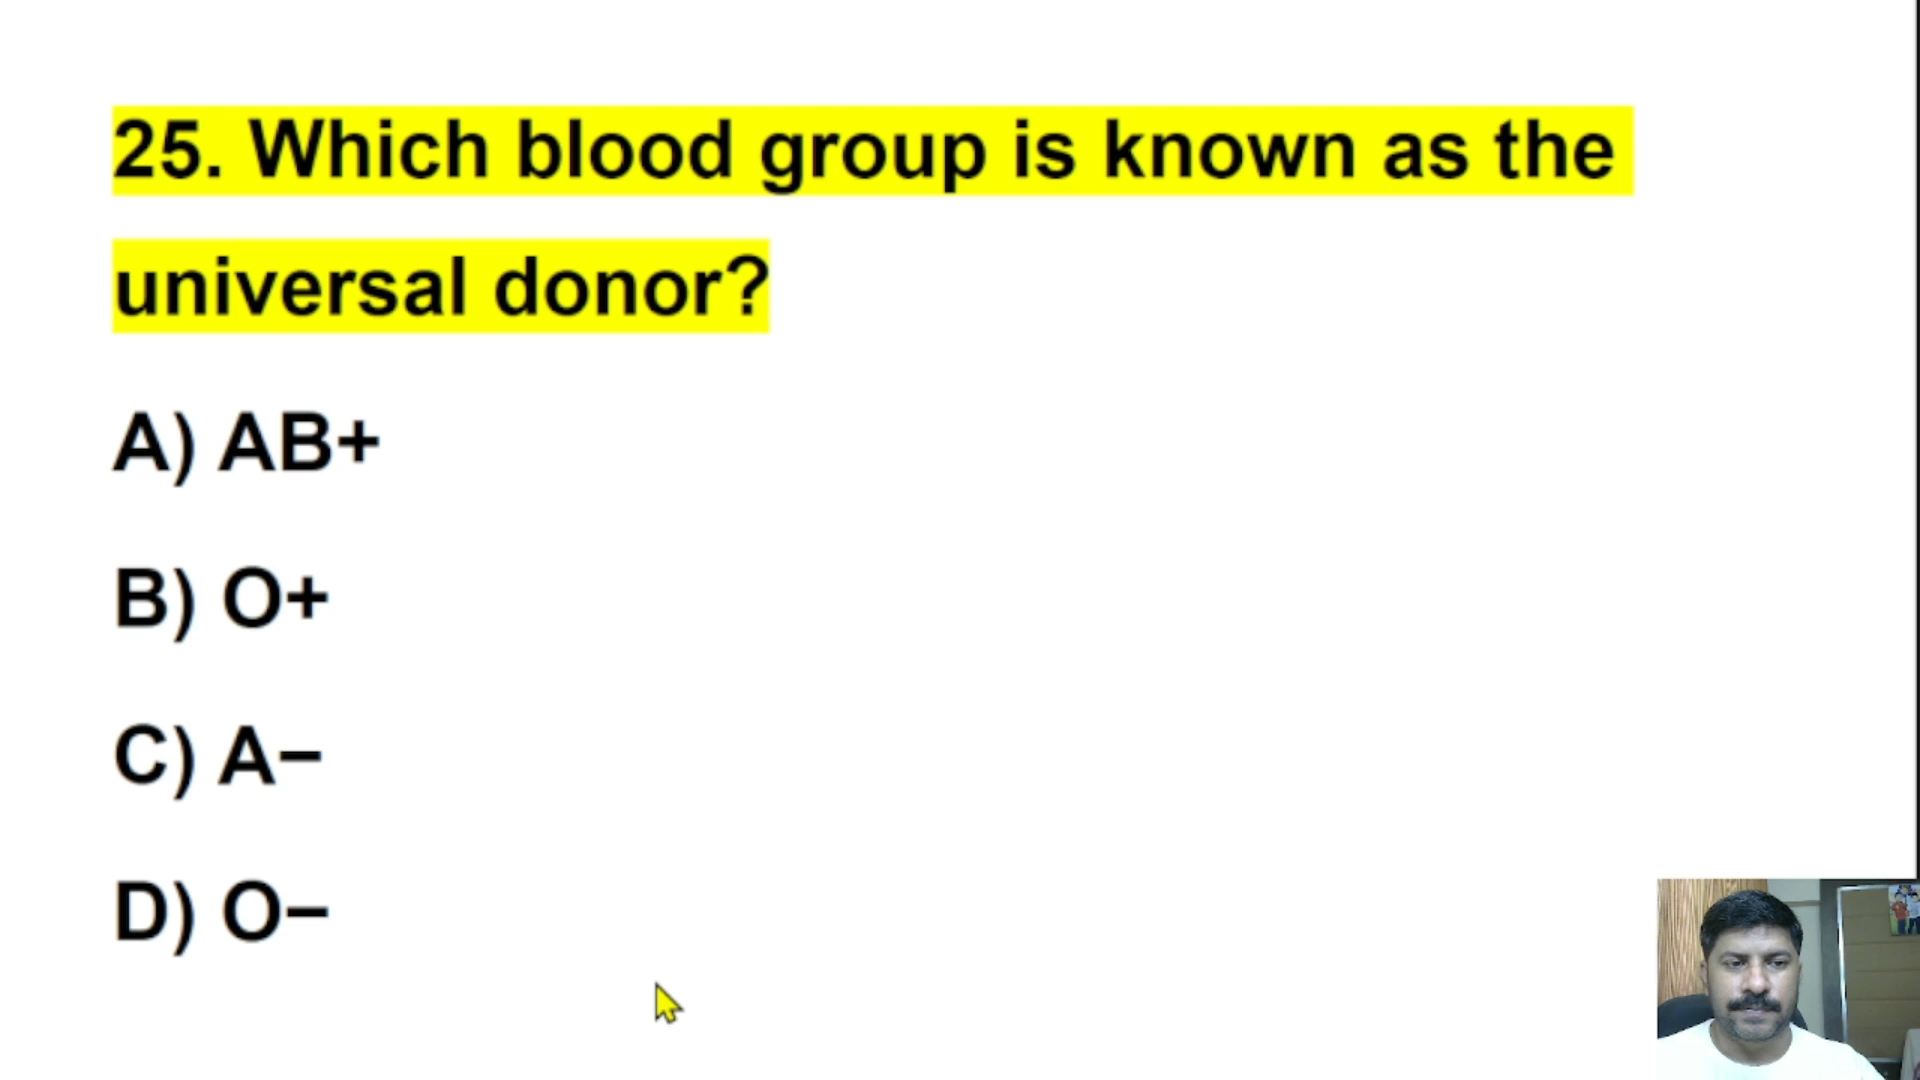 25. Which blood group is known as the
universal donor?
A) AB+
B) O+
C) A−
D) O−